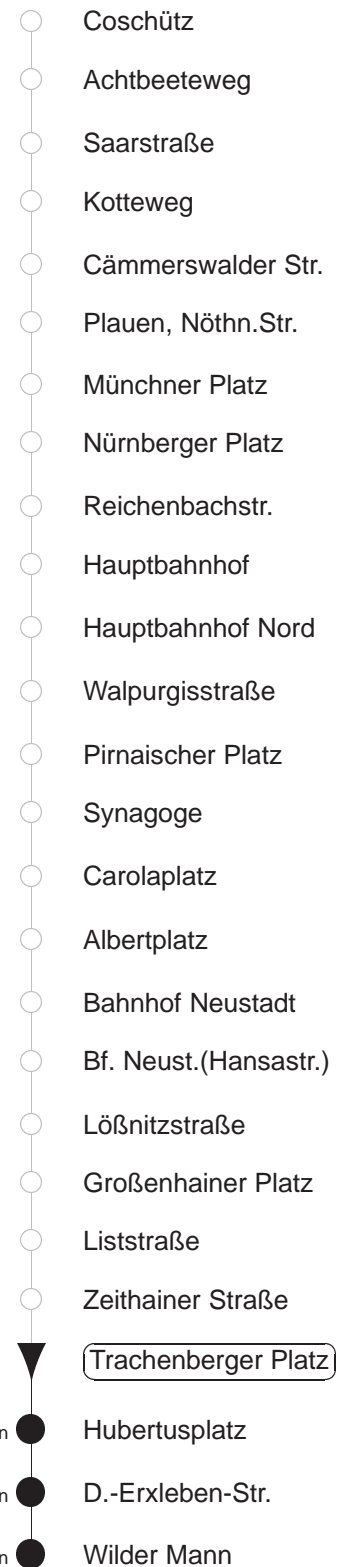 Coschütz
Achtbeeteweg
Saarstraße
Kotteweg
Cämmerswalder Str.
Plauen, Nöthn.Str.
Münchner Platz
Nürnberger Platz
Reichenbachstr.
Hauptbahnhof
Hauptbahnhof Nord
Walpurgisstraße
Pirnaischer Platz
Synagoge
Carolaplatz
Albertplatz
Bahnhof Neustadt
Bf. Neust.(Hansastr.)
Lößnitzstraße
Großenhainer Platz
Liststraße
Zeithainer Straße
Trachenberger Platz
n Hubertusplatz
n D.-Erxleben-Str.
n Wilder Mann